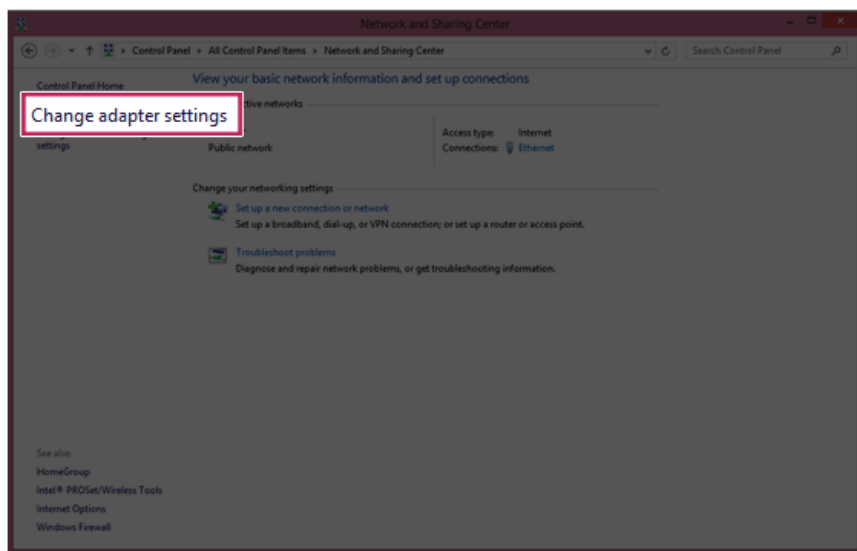 Network and Sharing Center
Control Panel › All Control Panel Items › Network and Sharing Center
Search Control Panel
Control Panel Home
View your basic network information and set up connections
tive networks
Change adapter settings
settings
Access type: Internet
Public network
Connections: Ethernet
Change your networking settings
Set up a new connection or network
Set up a broadband, dial-up, or VPN connection; or set up a router or access point.
Troubleshoot problems
Diagnose and repair network problems, or get troubleshooting information.
See also
HomeGroup
Intel® PROSet/Wireless Tools
Internet Options
Windows Firewall